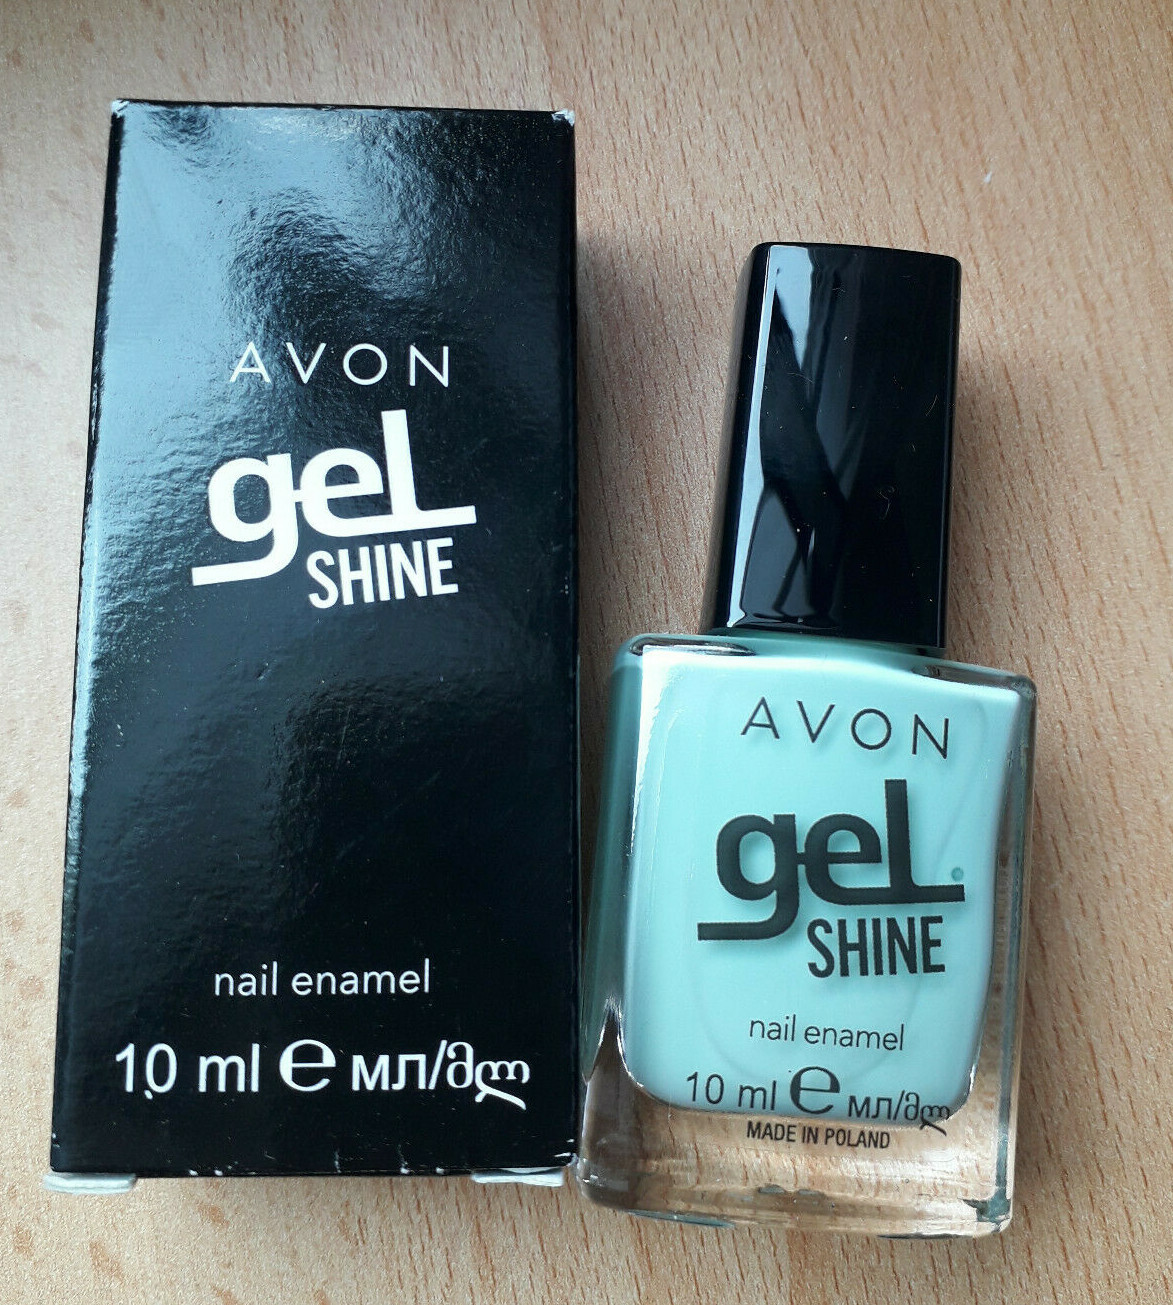 AVON
gel
SHINE
nail enamel
10 ml ℮ мл/მლ
AVON
gel
SHINE
nail enamel
10 ml ℮ мл/მლ
MADE IN POLAND